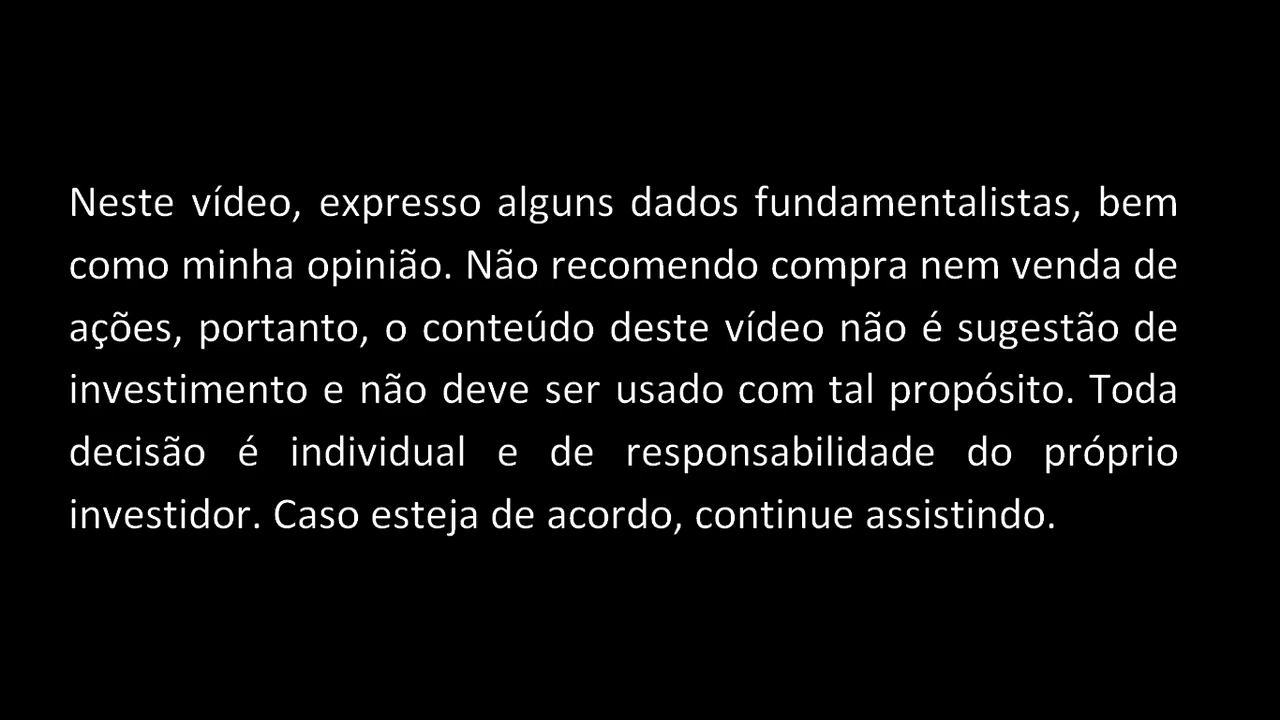 Neste vídeo, expresso alguns dados fundamentalistas, bem
como minha opinião. Não recomendo compra nem venda de
ações, portanto, o conteúdo deste vídeo não é sugestão de
investimento e não deve ser usado com tal propósito. Toda
decisão é individual e de responsabilidade do próprio
investidor. Caso esteja de acordo, continue assistindo.